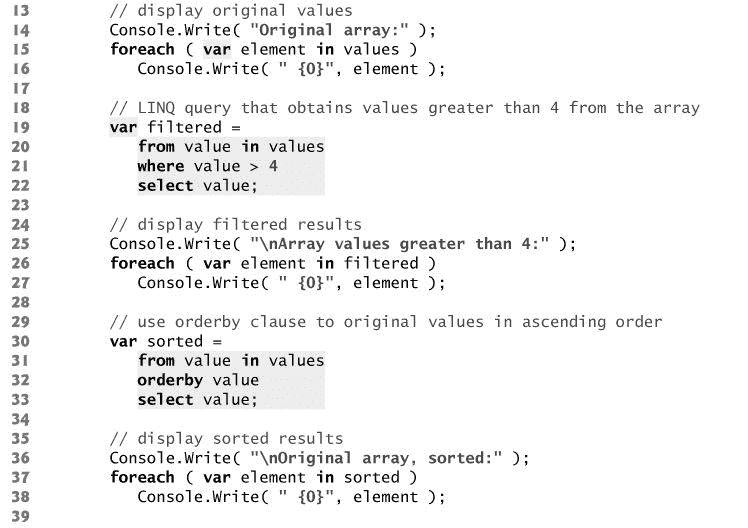 13 // display original values
14 Console.Write( "Original array:" );
15 foreach ( var element in values )
16 Console.Write( " {0}", element );
17
18 // LINQ query that obtains values greater than 4 from the array
19 var filtered =
20 from value in values
21 where value > 4
22 select value;
23
24 // display filtered results
25 Console.Write( "\nArray values greater than 4:" );
26 foreach ( var element in filtered )
27 Console.Write( " {0}", element );
28
29 // use orderby clause to original values in ascending order
30 var sorted =
31 from value in values
32 orderby value
33 select value;
34
35 // display sorted results
36 Console.Write( "\nOriginal array, sorted:" );
37 foreach ( var element in sorted )
38 Console.Write( " {0}", element );
39